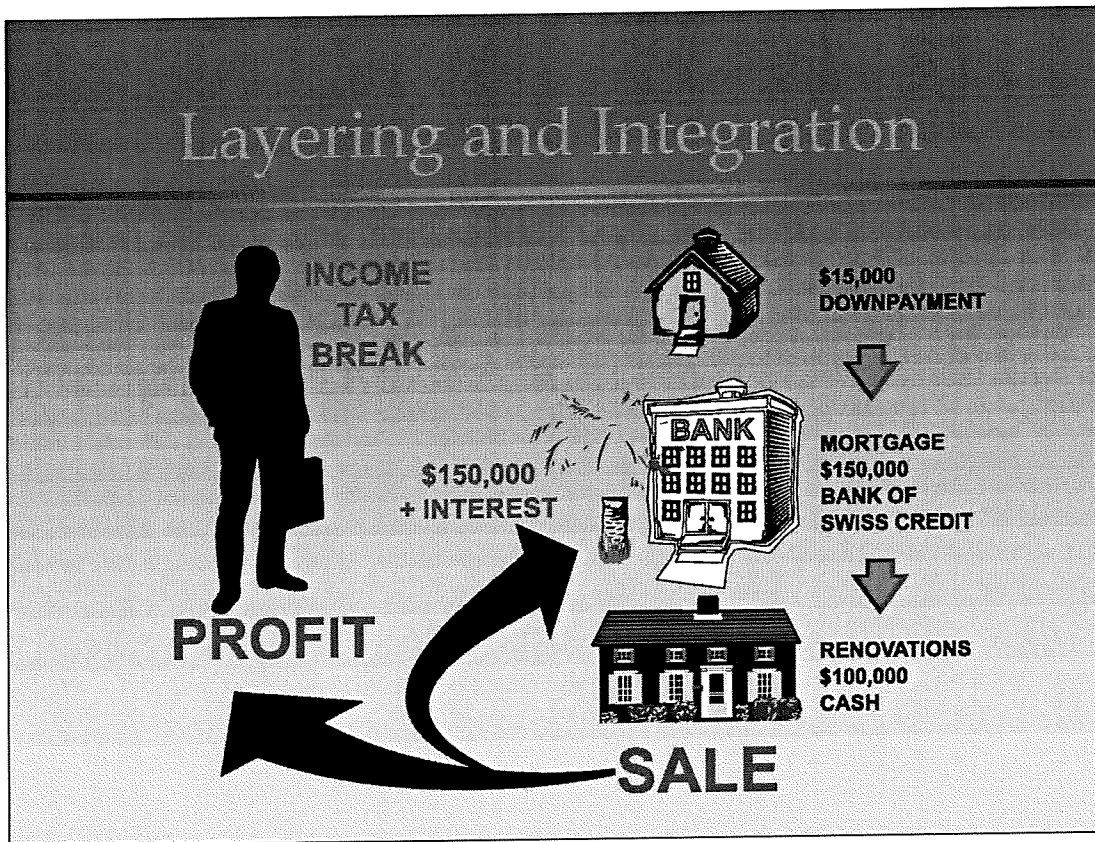 Layering and Integration
INCOME
TAX
BREAK
$15,000
DOWNPAYMENT
BANK
MORTGAGE
$150,000
BANK OF
SWISS CREDIT
$150,000
+ INTEREST
PROFIT
RENOVATIONS
$100,000
CASH
SALE